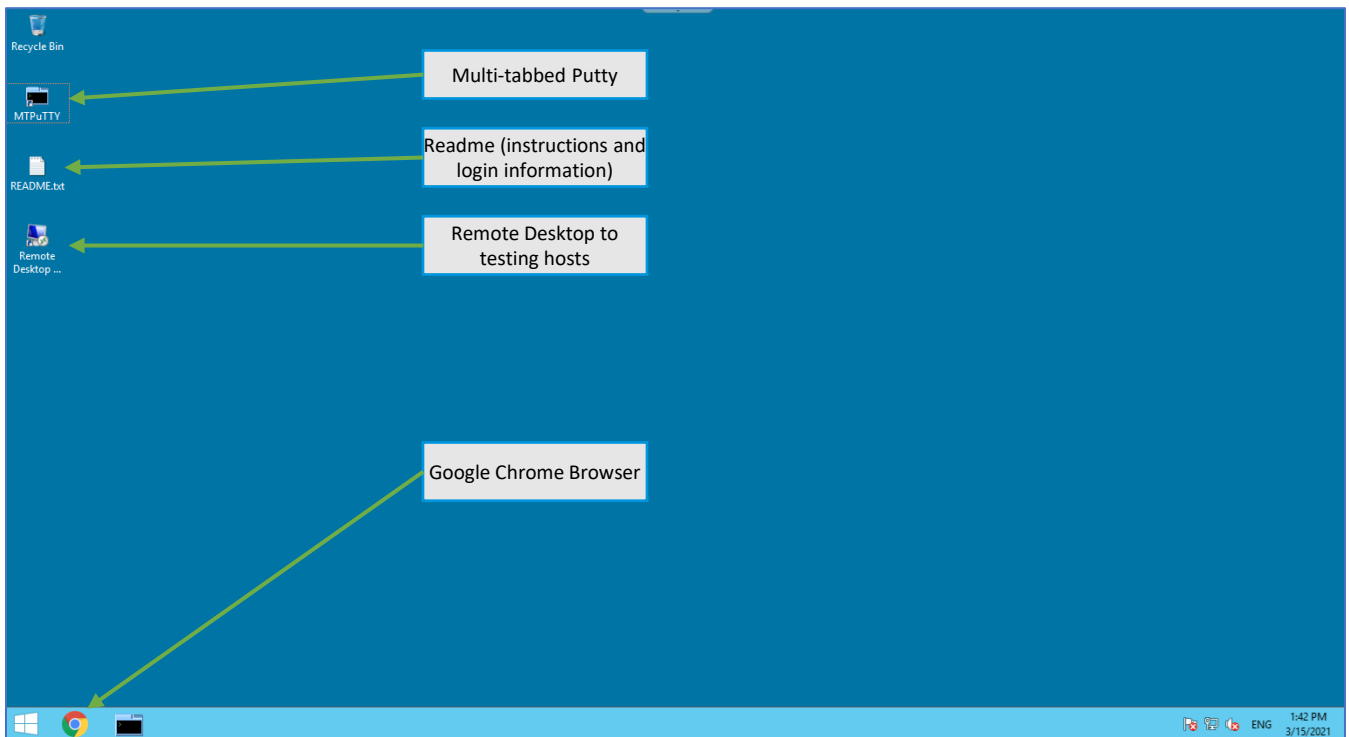 Recycle Bin
Multi-tabbed Putty
MTPuTTY
Readme (instructions and
login information)
README.txt
Remote Desktop to
testing hosts
Remote
Desktop ...
Google Chrome Browser
ENG
1:42 PM
3/15/2021